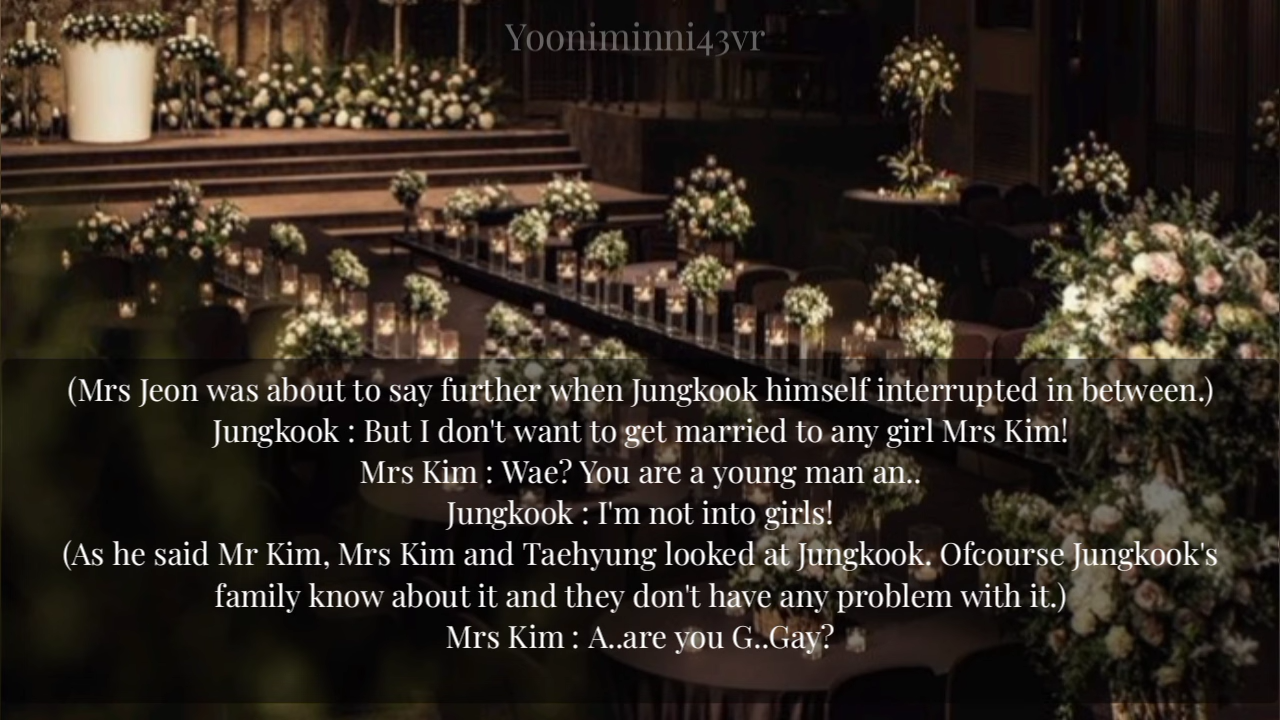 Yooniminni43vr
(Mrs Jeon was about to say further when Jungkook himself interrupted in between.)
Jungkook : But I don't want to get married to any girl Mrs Kim!
Mrs Kim : Wae? You are a young man an..
Jungkook : I'm not into girls!
(As he said Mr Kim, Mrs Kim and Taehyung looked at Jungkook. Ofcourse Jungkook's
family know about it and they don't have any problem with it.)
Mrs Kim : A..are you G..Gay?